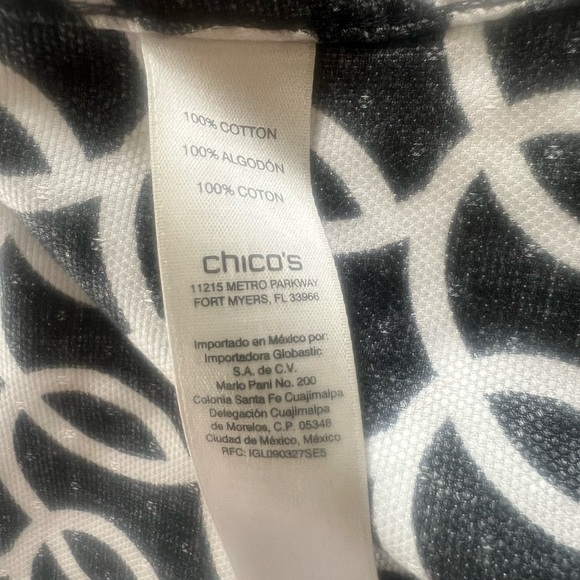 100% COTTON
100% ALGODÓN
100% COTON
chico's
11215 METRO PARKWAY
FORT MYERS, FL 33966
Importado en México por:
Importadora Globastic
S.A. de C.V.
Mario Pani No. 200
Colonia Santa Fe Cuajimalpa
Delegación Cuajimalpa
de Morelos, C.P. 05348
Ciudad de México, México
RFC: IGL090327SE5